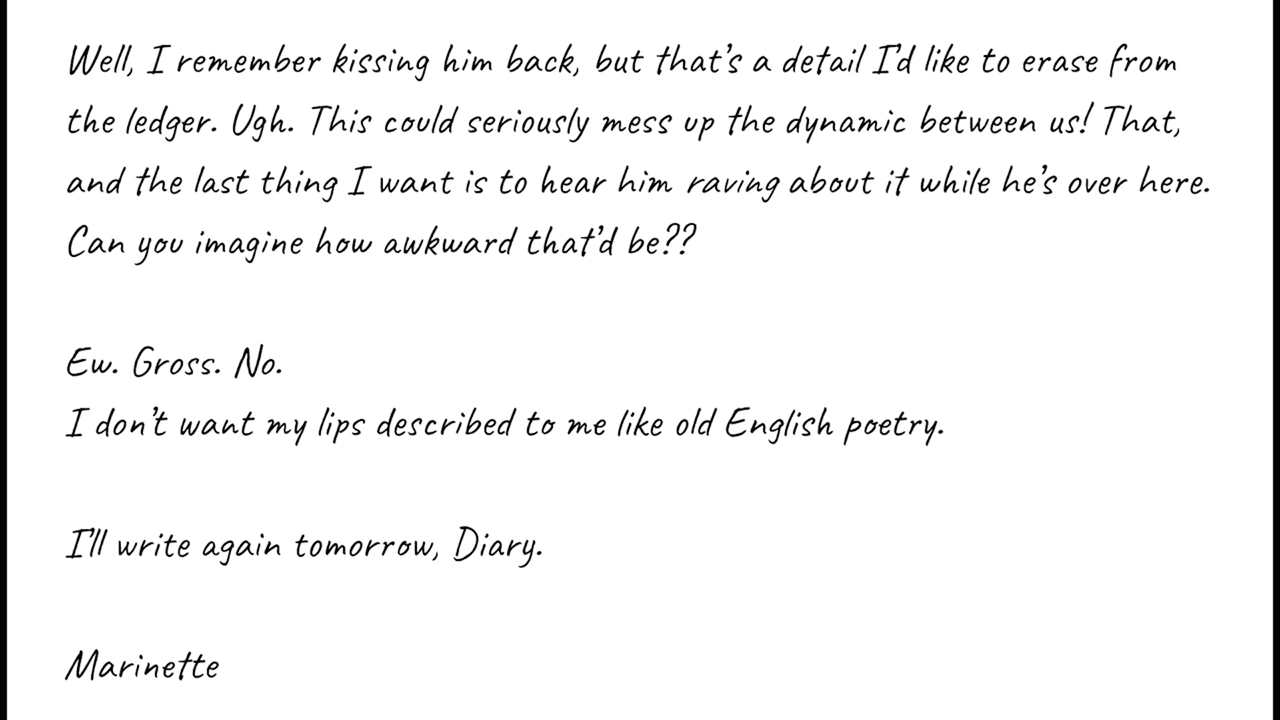 Well, I remember kissing him back, but that's a detail I'd like to erase from
the ledger. Ugh. This could seriously mess up the dynamic between us! That,
and the last thing I want is to hear him raving about it while he's over here.
Can you imagine how awkward that'd be??
Ew. Gross. No.
I don't want my lips described to me like old English poetry.
I'll write again tomorrow, Diary.
Marinette